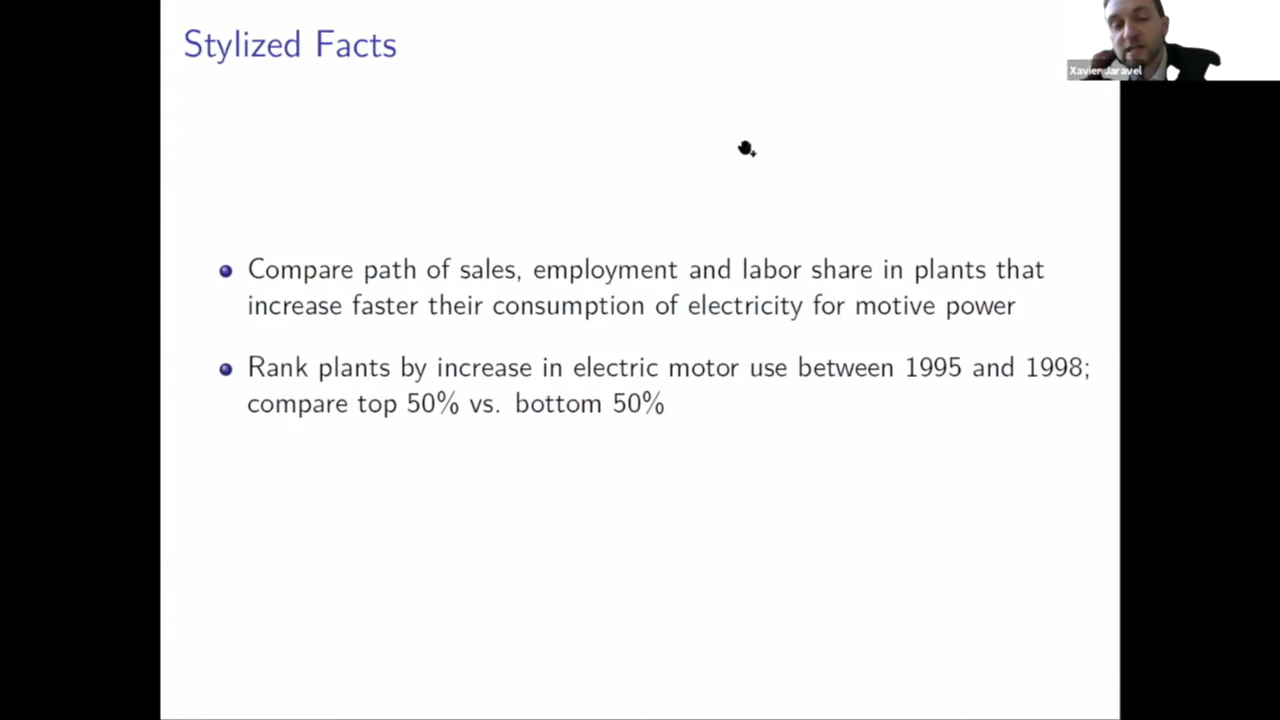 Stylized Facts
Xavier Jaravel
Compare path of sales, employment and labor share in plants that
increase faster their consumption of electricity for motive power
Rank plants by increase in electric motor use between 1995 and 1998;
compare top 50% vs. bottom 50%